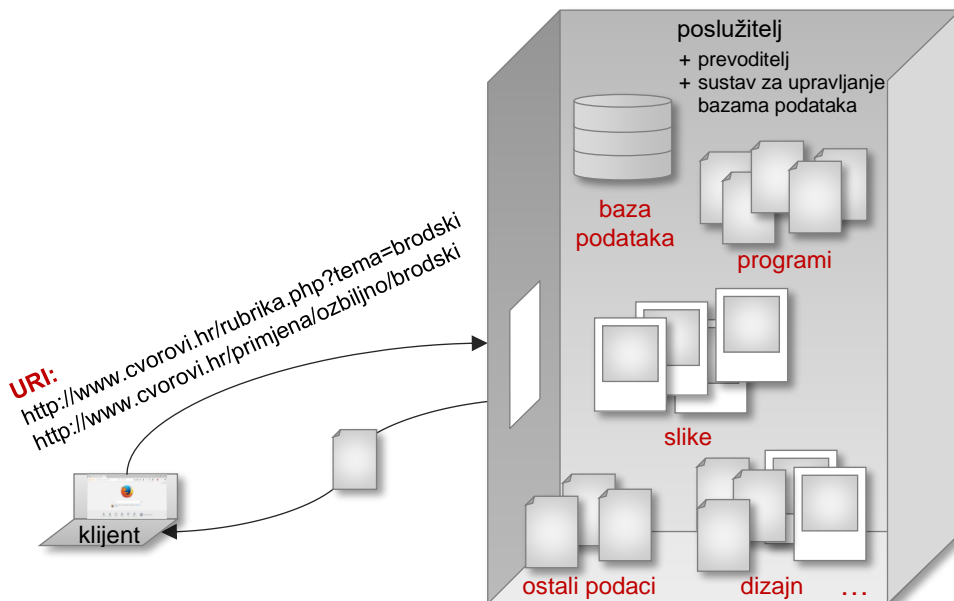 poslužitelj
+ prevoditelj
+ sustav za upravljanje
bazama podataka
baza
podataka
programi
URI:
http://www.cvorovi.hr/rubrika.php?tema=brodski
http://www.cvorovi.hr/primjena/ozbiljno/brodski
slike
klijent
ostali podaci
dizajn
...